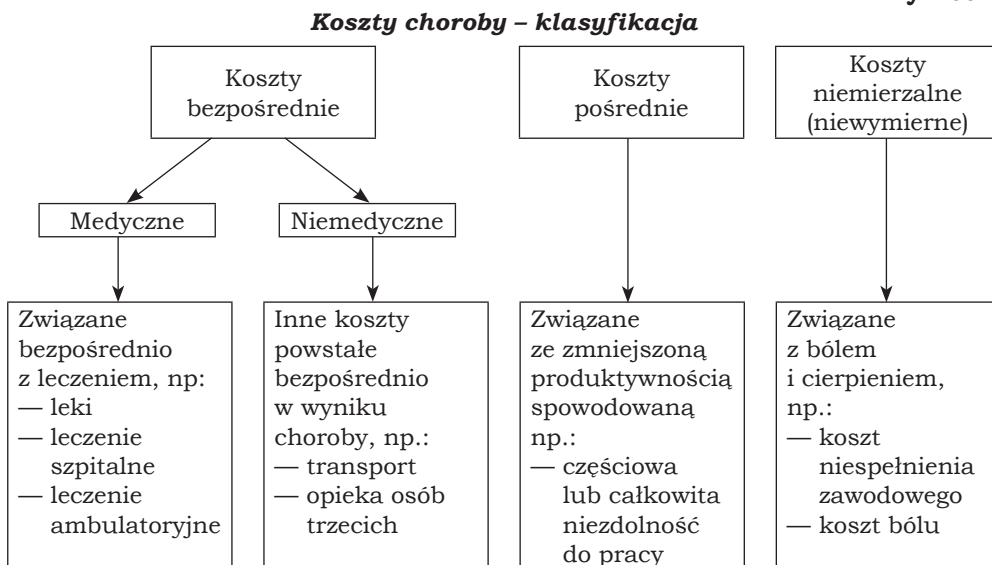 Koszty choroby – klasyfikacja
Koszty
bezpośrednie
Koszty
pośrednie
Koszty
niemierzalne
(niewymierne)
Medyczne
Niemedyczne
Związane
bezpośrednio
z leczeniem, np:
— leki
— leczenie
szpitalne
— leczenie
ambulatoryjne
Inne koszty
powstałe
bezpośrednio
w wyniku
choroby, np.:
— transport
— opieka osób
trzecich
Związane
ze zmniejszoną
produktywnością
spowodowaną
np.:
— częściowa
lub całkowita
niezdolność
do pracy
Związane
z bólem
i cierpieniem,
np.:
— koszt
niespełnienia
zawodowego
— koszt bólu